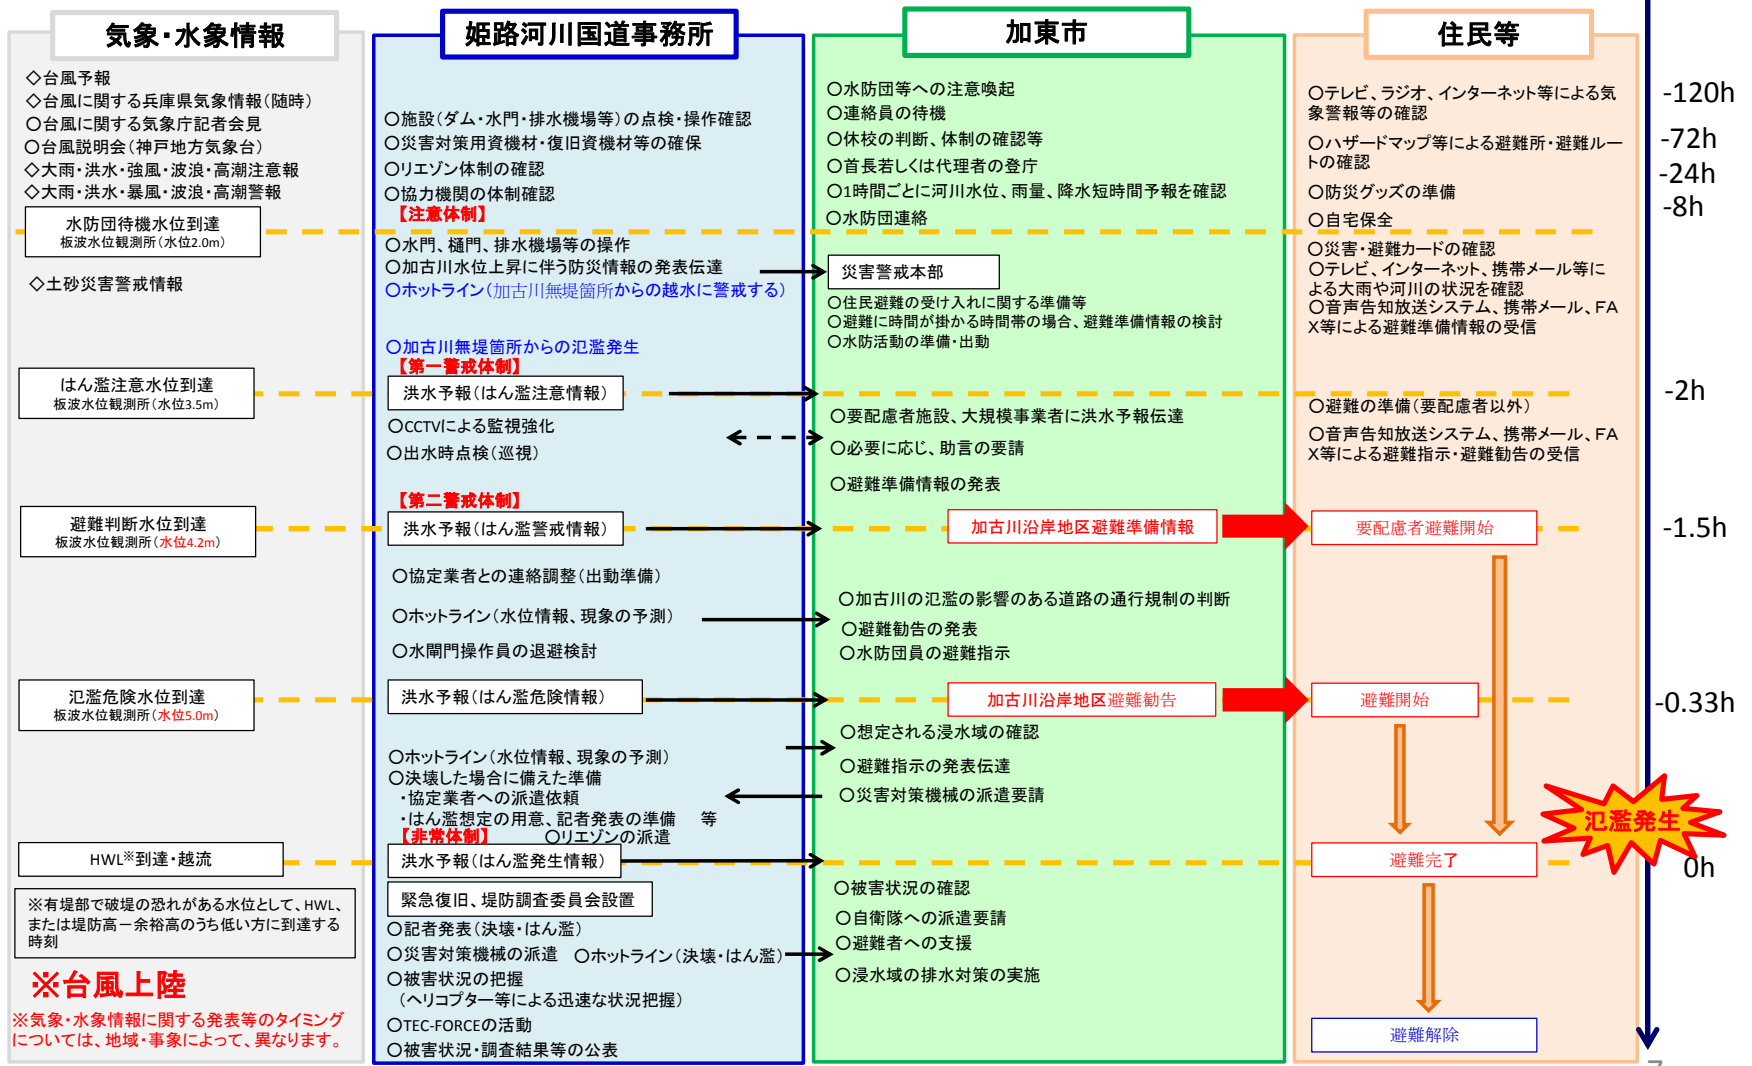 気象・水象情報
◇台風予報
◇台風に関する兵庫県気象情報（随時）
○台風に関する気象庁記者会見
○台風説明会（神戸地方気象台）
◇大雨・洪水・強風・波浪・高潮注意報
◇大雨・洪水・暴風・波浪・高潮警報
水防団待機水位到達
板波水位観測所（水位2.0m）
◇土砂災害警戒情報
はん濫注意水位到達
板波水位観測所（水位3.5m）
避難判断水位到達
板波水位観測所（水位4.2m）
氾濫危険水位到達
板波水位観測所（水位5.0m）
HWL※到達・越流
※有堤部で破堤の恐れがある水位として、HWL、
または堤防高－余裕高のうち低い方に到達する
時刻
※台風上陸
※気象・水象情報に関する発表等のタイミング
については、地域・事象によって、異なります。
姫路河川国道事務所
○施設（ダム・水門・排水機場等）の点検・操作確認
○災害対策用資機材・復旧資機材等の確保
○リエゾン体制の確認
○協力機関の体制確認
【注意体制】
○水門、樋門、排水機場等の操作
○加古川水位上昇に伴う防災情報の発表伝達
○ホットライン（加古川無堤箇所からの越水に警戒する）
○加古川無堤箇所からの氾濫発生
【第一警戒体制】
洪水予報（はん濫注意情報）
○CCTVによる監視強化
○出水時点検（巡視）
【第二警戒体制】
洪水予報（はん濫警戒情報）
○協定業者との連絡調整（出動準備）
○ホットライン（水位情報、現象の予測）
○水閘門操作員の退避検討
洪水予報（はん濫危険情報）
○ホットライン（水位情報、現象の予測）
○決壊した場合に備えた準備
・協定業者への派遣依頼
・はん濫想定の用意、記者発表の準備　等
【非常体制】　○リエゾンの派遣
洪水予報（はん濫発生情報）
緊急復旧、堤防調査委員会設置
○記者発表（決壊・はん濫）
○災害対策機械の派遣　○ホットライン（決壊・はん濫）
○被害状況の把握
（ヘリコプター等による迅速な状況把握）
○TEC-FORCEの活動
○被害状況・調査結果等の公表
加東市
○水防団等への注意喚起
○連絡員の待機
○休校の判断、体制の確認等
○首長若しくは代理者の登庁
○1時間ごとに河川水位、雨量、降水短時間予報を確認
○水防団連絡
災害警戒本部
○住民避難の受け入れに関する準備等
○避難に時間が掛かる時間帯の場合、避難準備情報の検討
○水防活動の準備・出動
○要配慮者施設、大規模事業者に洪水予報伝達
○必要に応じ、助言の要請
○避難準備情報の発表
加古川沿岸地区避難準備情報
○加古川の氾濫の影響のある道路の通行規制の判断
○避難勧告の発表
○水防団員の避難指示
加古川沿岸地区避難勧告
○想定される浸水域の確認
○避難指示の発表伝達
○災害対策機械の派遣要請
○被害状況の確認
○自衛隊への派遣要請
○避難者への支援
○浸水域の排水対策の実施
住民等
○テレビ、ラジオ、インターネット等による気
象警報等の確認
○ハザードマップ等による避難所・避難ルー
トの確認
○防災グッズの準備
○自宅保全
○災害・避難カードの確認
○テレビ、インターネット、携帯メール等に
よる大雨や河川の状況を確認
○音声告知放送システム、携帯メール、FA
X等による避難準備情報の受信
○避難の準備（要配慮者以外）
○音声告知放送システム、携帯メール、FA
X等による避難指示・避難勧告の受信
要配慮者避難開始
避難開始
避難完了
避難解除
-120h
-72h
-24h
-8h
-2h
-1.5h
-0.33h
氾濫発生
0h
7